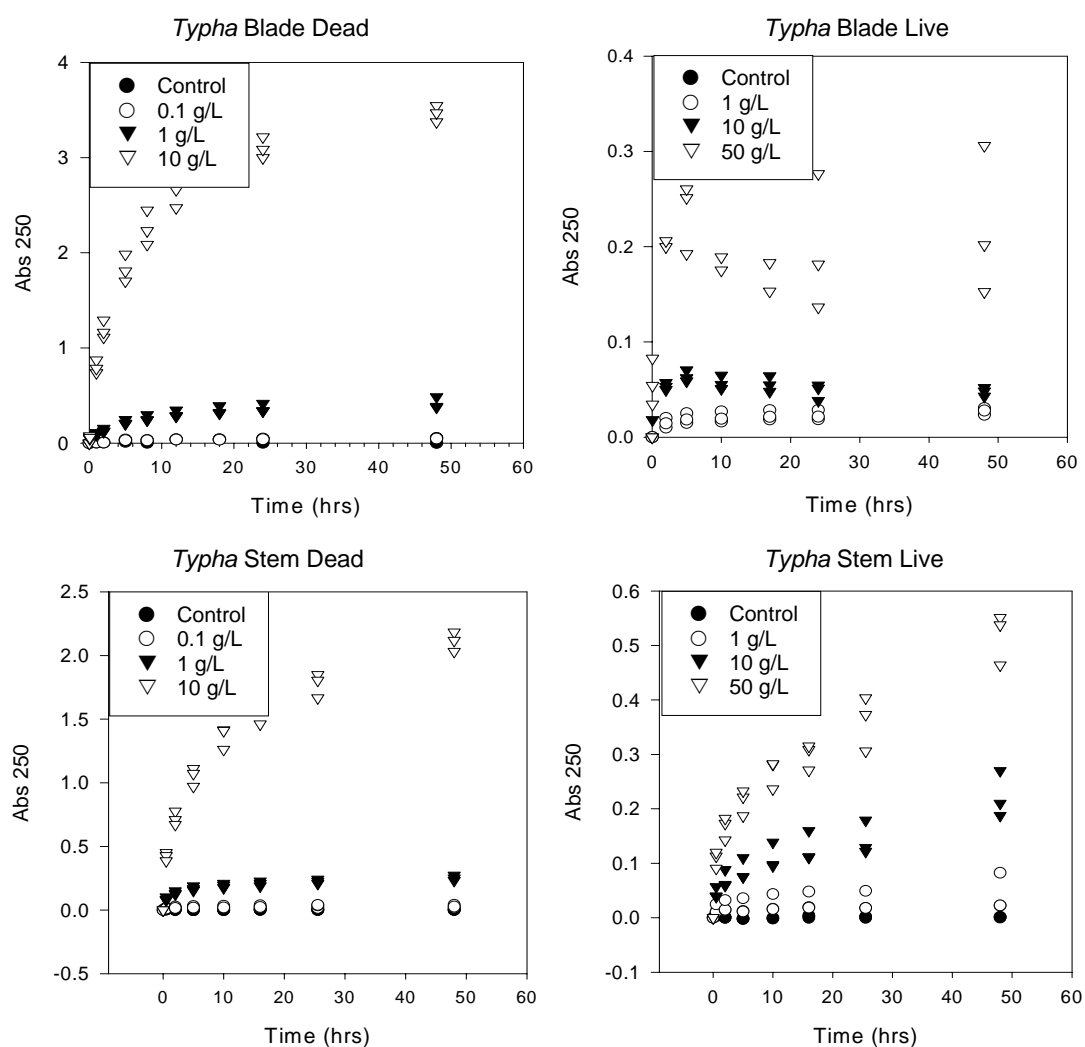 Typha Blade Dead
4
3
2
1
0
Abs 250
Control
0.1 g/L
1 g/L
10 g/L
0 10 20 30 40 50 60
Time (hrs)
Typha Blade Live
0.4
0.3
0.2
0.1
0.0
Abs 250
Control
1 g/L
10 g/L
50 g/L
0 10 20 30 40 50 60
Time (hrs)
Typha Stem Dead
2.5
2.0
1.5
1.0
0.5
0.0
-0.5
Abs 250
Control
0.1 g/L
1 g/L
10 g/L
0 10 20 30 40 50 60
Time (hrs)
Typha Stem Live
0.6
0.5
0.4
0.3
0.2
0.1
0.0
-0.1
Abs 250
Control
1 g/L
10 g/L
50 g/L
0 10 20 30 40 50 60
Time (hrs)